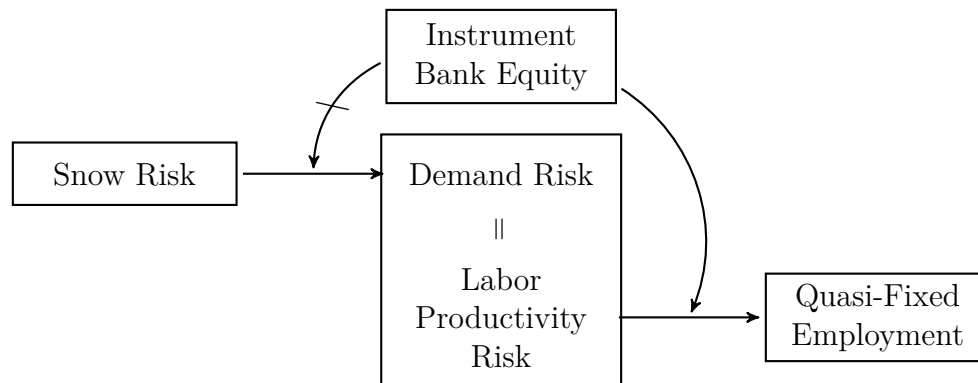 Instrument
Bank Equity
Snow Risk
Demand Risk
=
Labor
Productivity
Risk
Quasi-Fixed
Employment